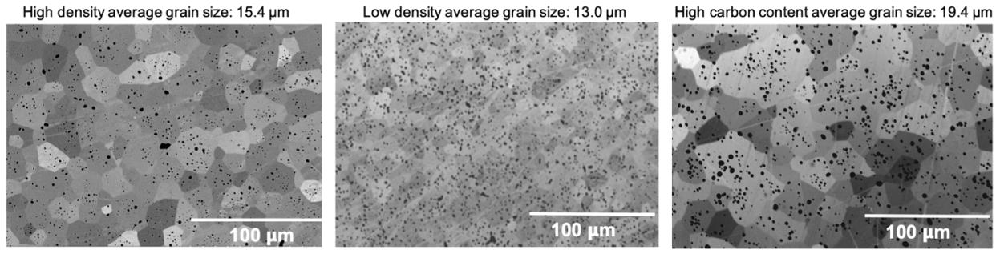 High density average grain size: 15.4 µm
Low density average grain size: 13.0 µm
High carbon content average grain size: 19.4 µm
100 µm
100 µm
100 µm